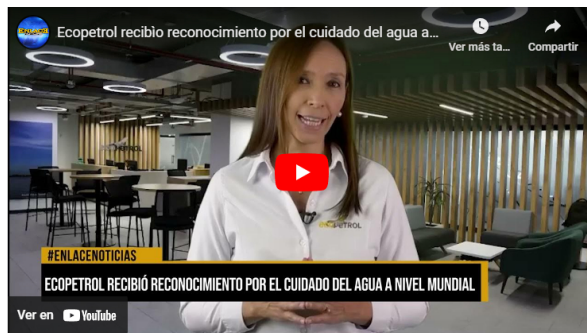 Ecopetrol recibìo reconocimiento por el cuidado del agua a...
Ver más ta...
Compartir
ECOPETROL
#ENLACENOTICIAS
ECOPETROL RECIBIÓ RECONOCIMIENTO POR EL CUIDADO DEL AGUA A NIVEL MUNDIAL
Ver en YouTube